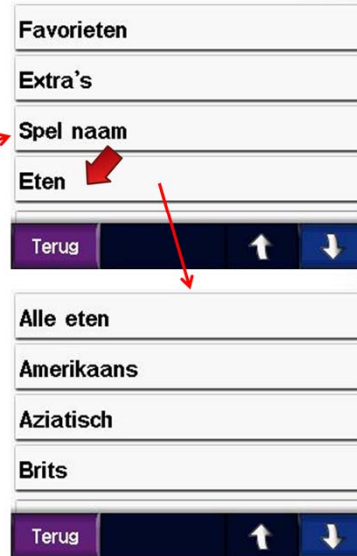 Favorieten
Extra's
Spel naam
Eten
Terug
Alle eten
Amerikaans
Aziatisch
Brits
Terug